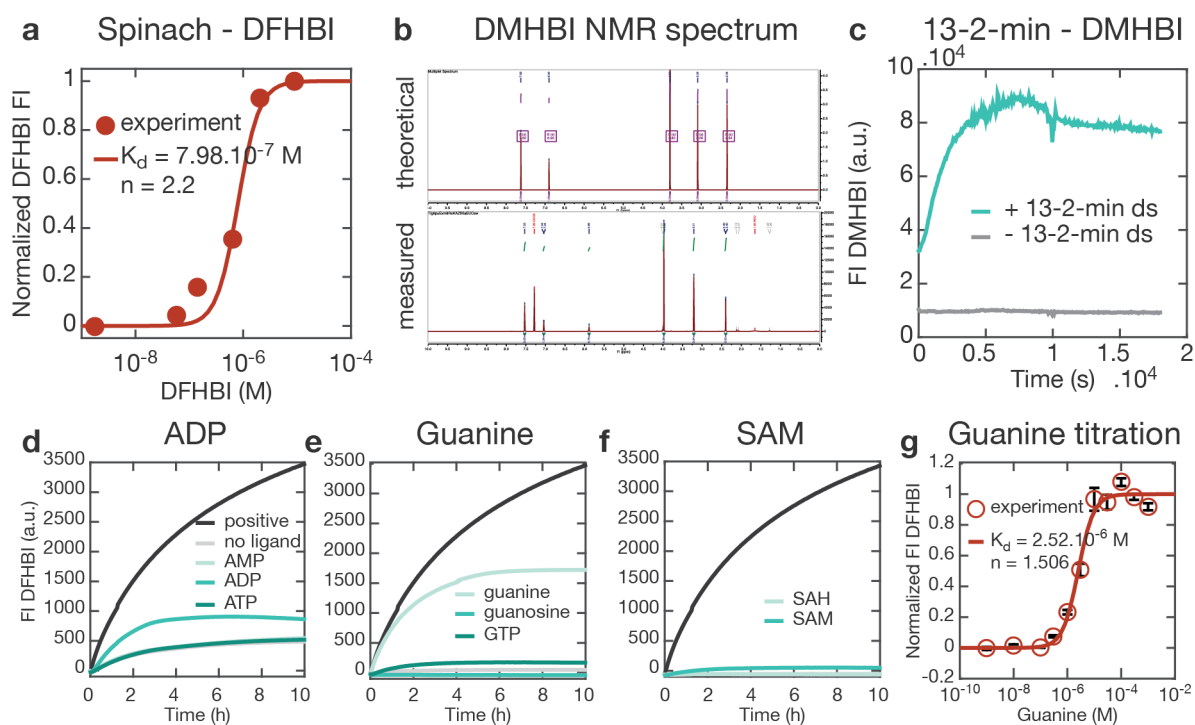 a Spinach - DFHBI
Normalized DFHBI FI
1
0.8
0.6
0.4
0.2
0
experiment
K_d = 7.98.10^-7 M
n = 2.2
10^-8 10^-6 10^-4
DFHBI (M)
b DMHBI NMR spectrum
theoretical
measured
c 13-2-min - DMHBI
FI DMHBI (a.u.)
10 .10^4
8
6
4
2
0
+ 13-2-min ds
- 13-2-min ds
0 0.5 1 1.5 2
Time (s) .10^4
d ADP
FI DFHBI (a.u.)
3500
3000
2500
2000
1500
1000
500
0
positive
no ligand
AMP
ADP
ATP
0 2 4 6 8 10
Time (h)
e Guanine
3500
3000
2500
2000
1500
1000
500
0
guanine
guanosine
GTP
0 2 4 6 8 10
Time (h)
f SAM
3500
3000
2500
2000
1500
1000
500
0
SAH
SAM
0 2 4 6 8 10
Time (h)
g Guanine titration
Normalized FI DFHBI
1.2
1
0.8
0.6
0.4
0.2
0
-0.2
experiment
K_d = 2.52.10^-6 M
n = 1.506
10^-10 10^-8 10^-6 10^-4 10^-2
Guanine (M)